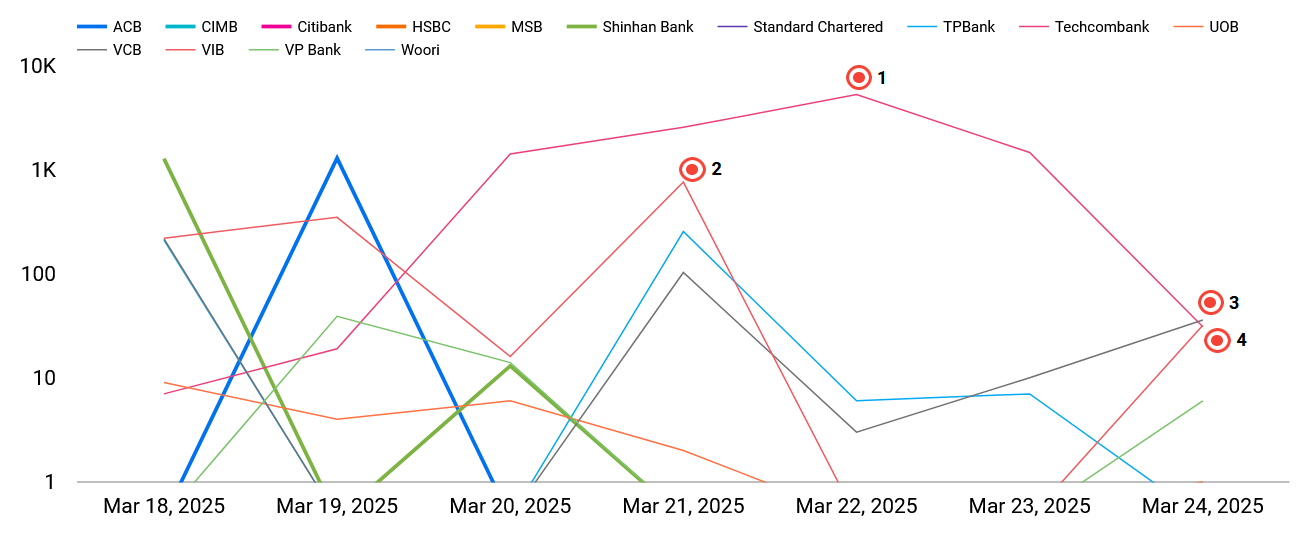 ACB CIMB Citibank HSBC MSB Shinhan Bank Standard Chartered TPBank Techcombank UOB
VCB VIB VP Bank Woori
10K
1
1K
2
100
3
4
10
1
Mar 18, 2025 Mar 19, 2025 Mar 20, 2025 Mar 21, 2025 Mar 22, 2025 Mar 23, 2025 Mar 24, 2025